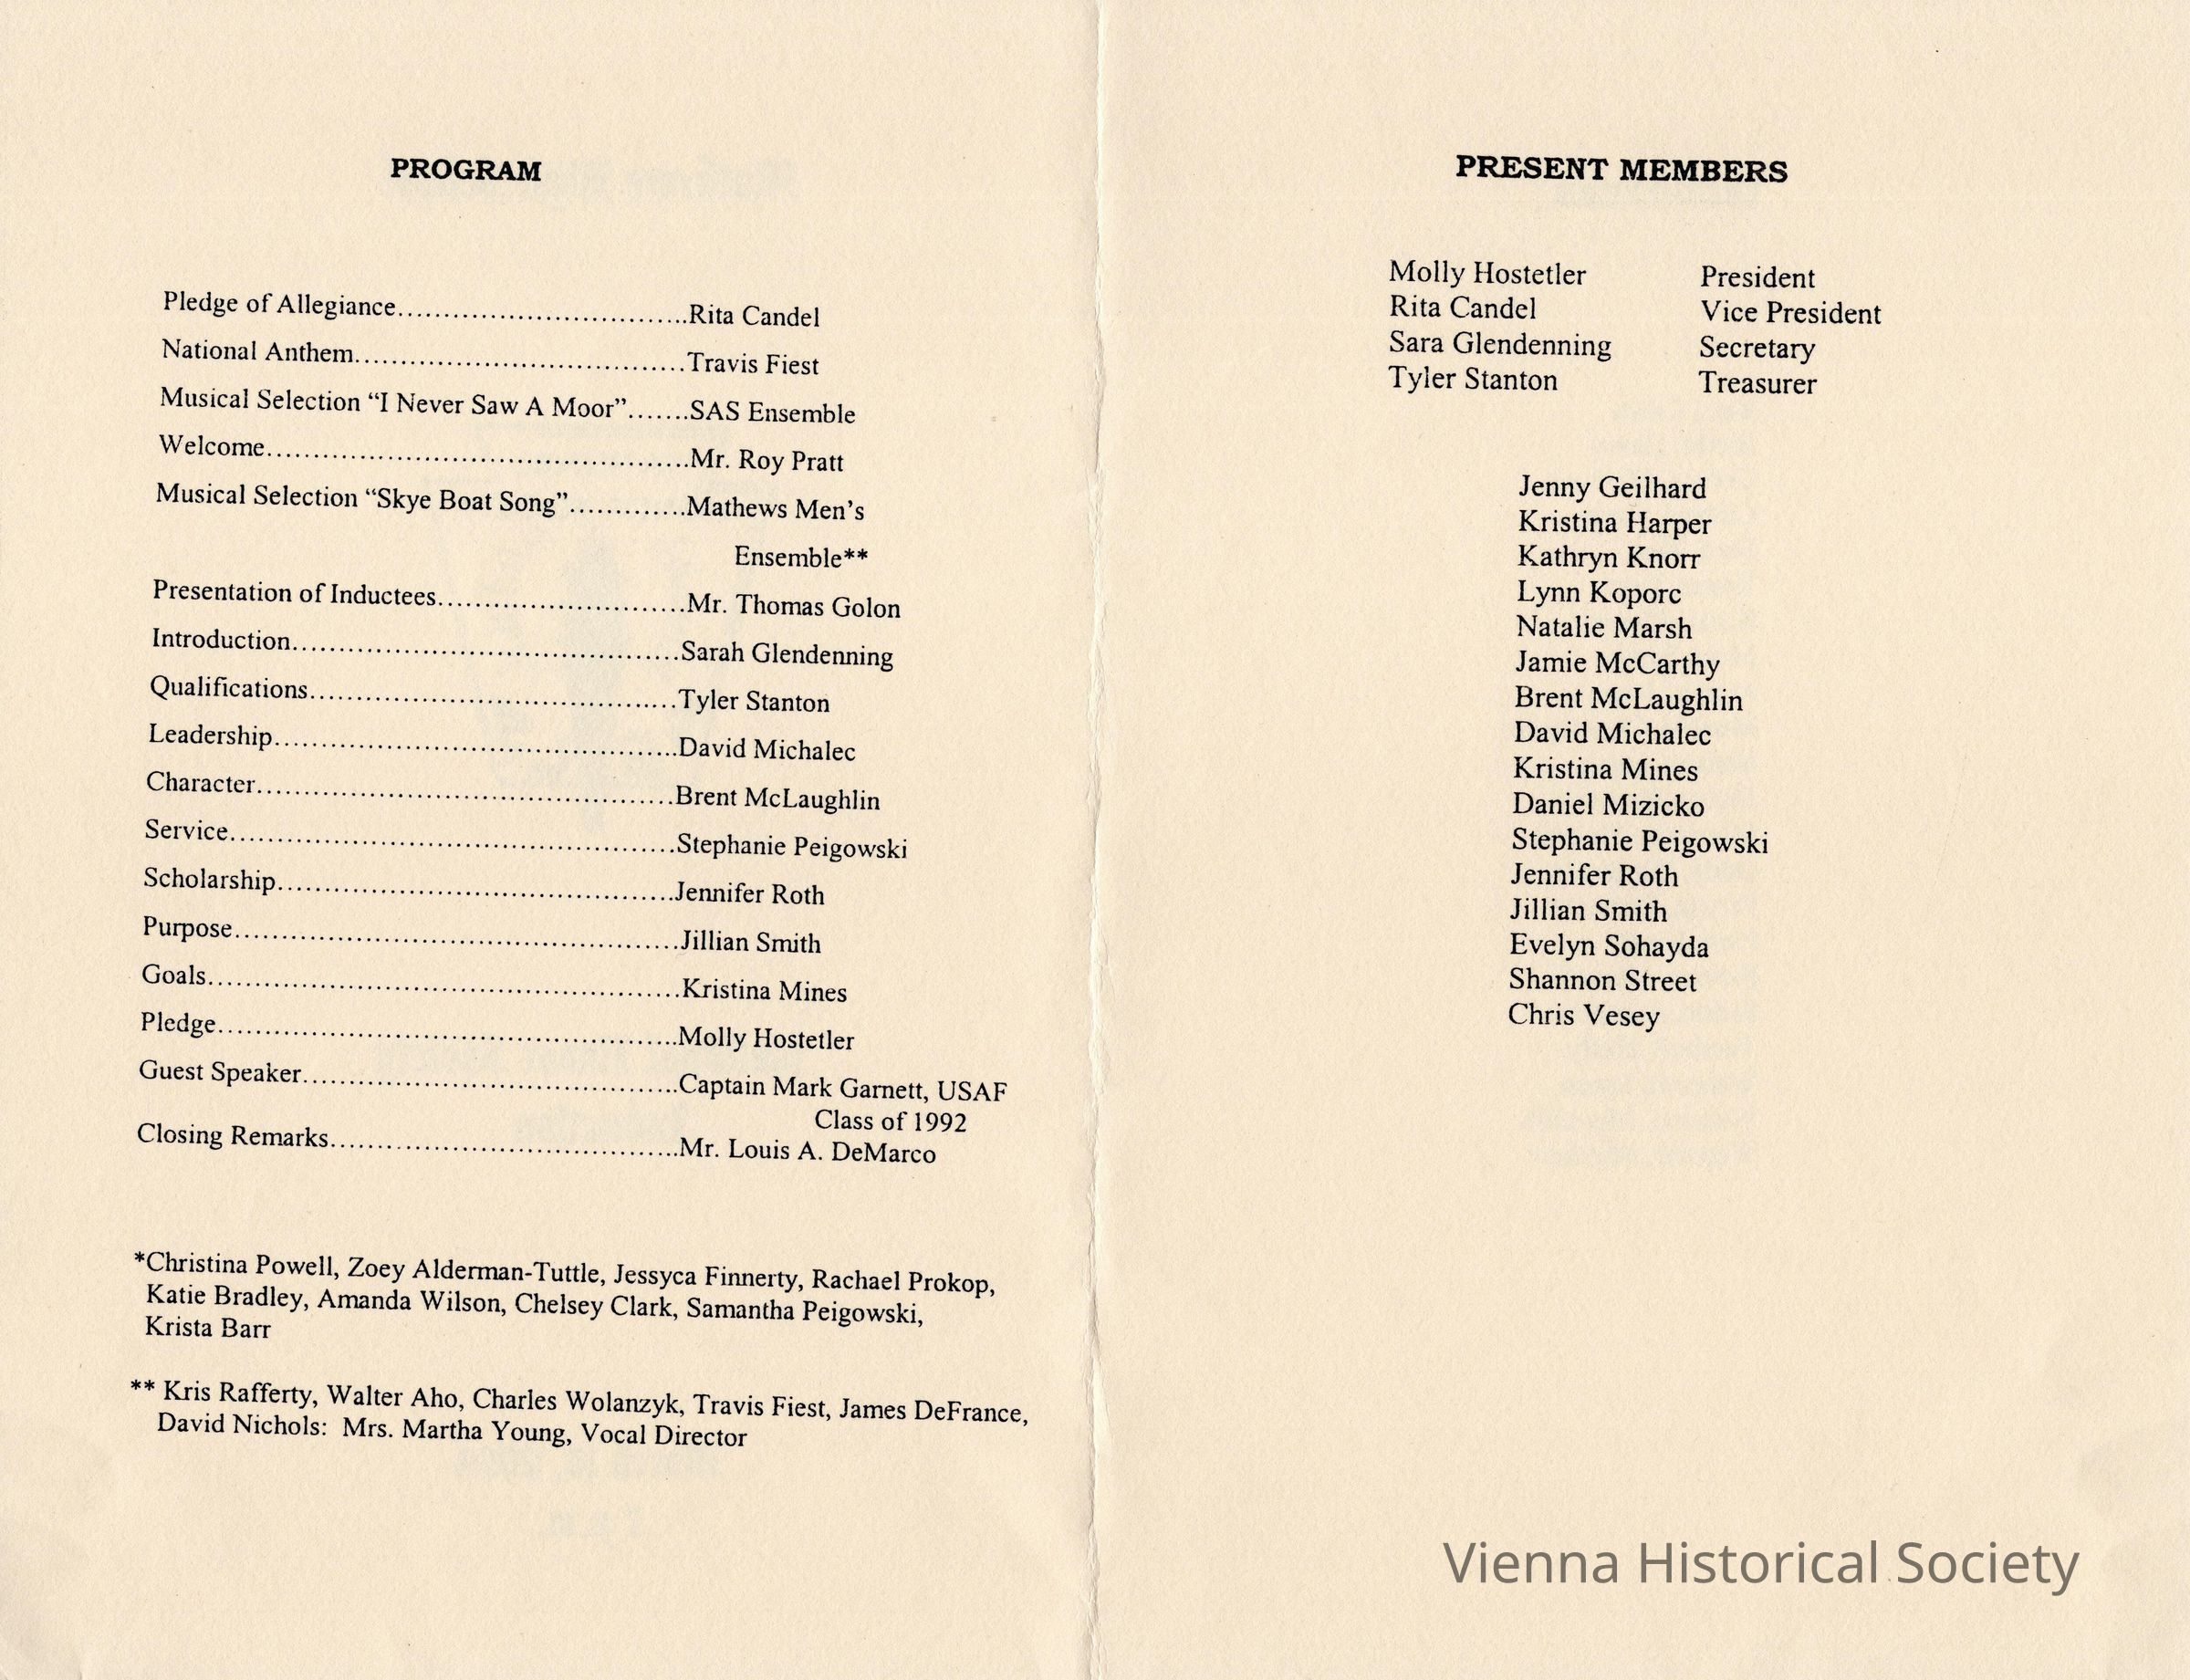 PROGRAM
Pledge of Allegiance...............................Rita Candel
National Anthem...................................Travis Fiest
Musical Selection “I Never Saw A Moor”.......SAS Ensemble
Welcome.............................................Mr. Roy Pratt
Musical Selection “Skye Boat Song”.............Mathews Men’s
Ensemble**
Presentation of Inductees..........................Mr. Thomas Golon
Introduction.........................................Sarah Glendenning
Qualifications.......................................Tyler Stanton
Leadership...........................................David Michalec
Character............................................Brent McLaughlin
Service...............................................Stephanie Peigowski
Scholarship..........................................Jennifer Roth
Purpose...............................................Jillian Smith
Goals..................................................Kristina Mines
Pledge.................................................Molly Hostetler
Guest Speaker........................................Captain Mark Garnett, USAF
Class of 1992
Closing Remarks.....................................Mr. Louis A. DeMarco
*Christina Powell, Zoey Alderman-Tuttle, Jessyca Finnerty, Rachael Prokop,
Katie Bradley, Amanda Wilson, Chelsey Clark, Samantha Peigowski,
Krista Barr
** Kris Rafferty, Walter Aho, Charles Wolanzyk, Travis Fiest, James DeFrance,
David Nichols: Mrs. Martha Young, Vocal Director
PRESENT MEMBERS
Molly Hostetler President
Rita Candel Vice President
Sara Glendenning Secretary
Tyler Stanton Treasurer
Jenny Geilhard
Kristina Harper
Kathryn Knorr
Lynn Koporc
Natalie Marsh
Jamie McCarthy
Brent McLaughlin
David Michalec
Kristina Mines
Daniel Mizicko
Stephanie Peigowski
Jennifer Roth
Jillian Smith
Evelyn Sohayda
Shannon Street
Chris Vesey
Vienna Historical Society